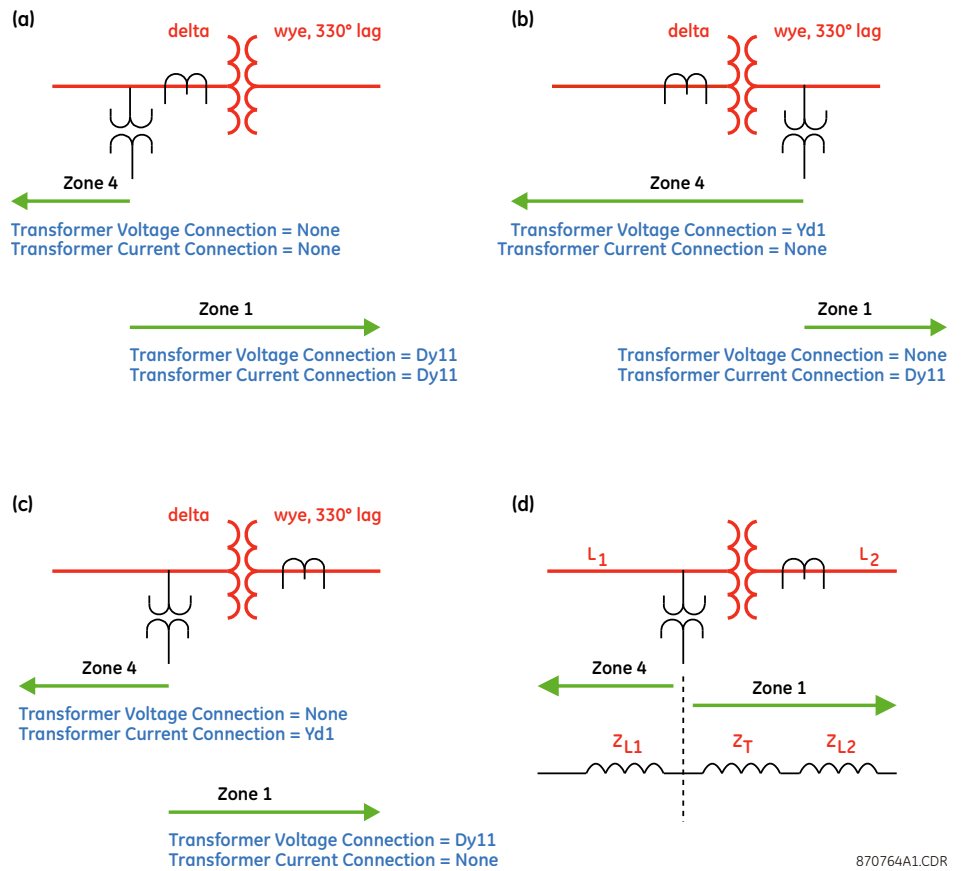 (a)
delta
wye, 330° lag
Zone 4
Transformer Voltage Connection = None
Transformer Current Connection = None
Zone 1
Transformer Voltage Connection = Dy11
Transformer Current Connection = Dy11
(b)
delta
wye, 330° lag
Zone 4
Transformer Voltage Connection = Yd1
Transformer Current Connection = None
Zone 1
Transformer Voltage Connection = None
Transformer Current Connection = Dy11
(c)
delta
wye, 330° lag
Zone 4
Transformer Voltage Connection = None
Transformer Current Connection = Yd1
Zone 1
Transformer Voltage Connection = Dy11
Transformer Current Connection = None
(d)
L1
L2
Zone 4
Zone 1
ZL1
ZT
ZL2
870764A1.CDR